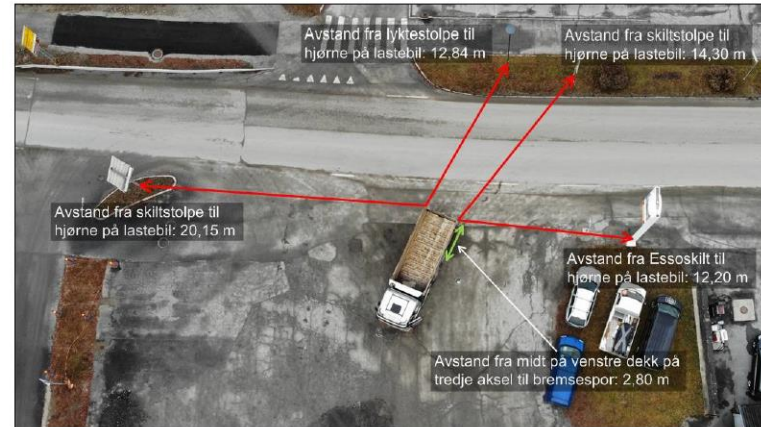 Avstand fra lyktestolpe til
hjørne på lastebil: 12,84 m
Avstand fra skiltstolpe til
hjørne på lastebil: 14,30 m
Avstand fra skiltstolpe til
hjørne på lastebil: 20,15 m
Avstand fra Essoskilt til
hjørne på lastebil: 12,20 m
Avstand fra midt på venstre dekk på
tredje aksel til bremsespor: 2,80 m